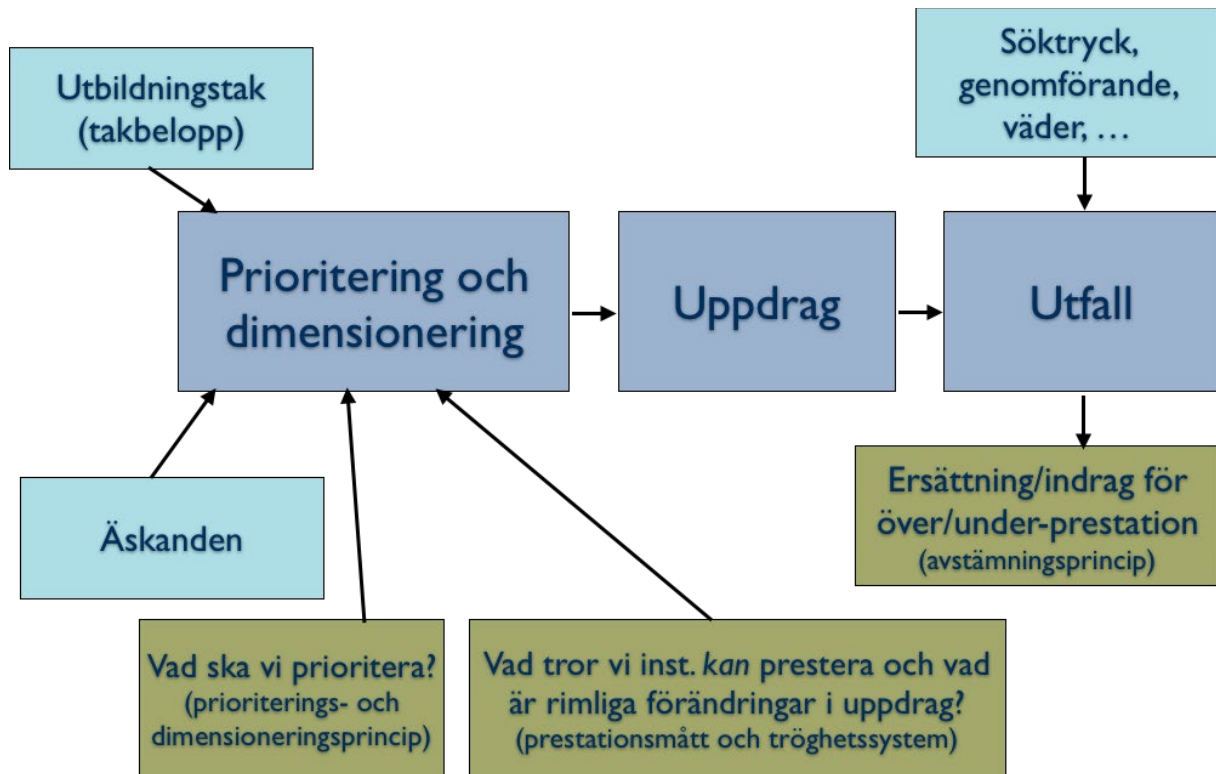 Utbildningstak
(takbelopp)
Söktryck,
genomförande,
väder, ...
Prioritering och
dimensionering
Uppdrag
Utfall
Äskanden
Ersättning/indrag för
över/under-prestation
(avstämningsprincip)
Vad ska vi prioritera?
(prioriterings- och
dimensioneringsprincip)
Vad tror vi inst. kan prestera och vad
är rimliga förändringar i uppdrag?
(prestationsmått och tröghetssystem)